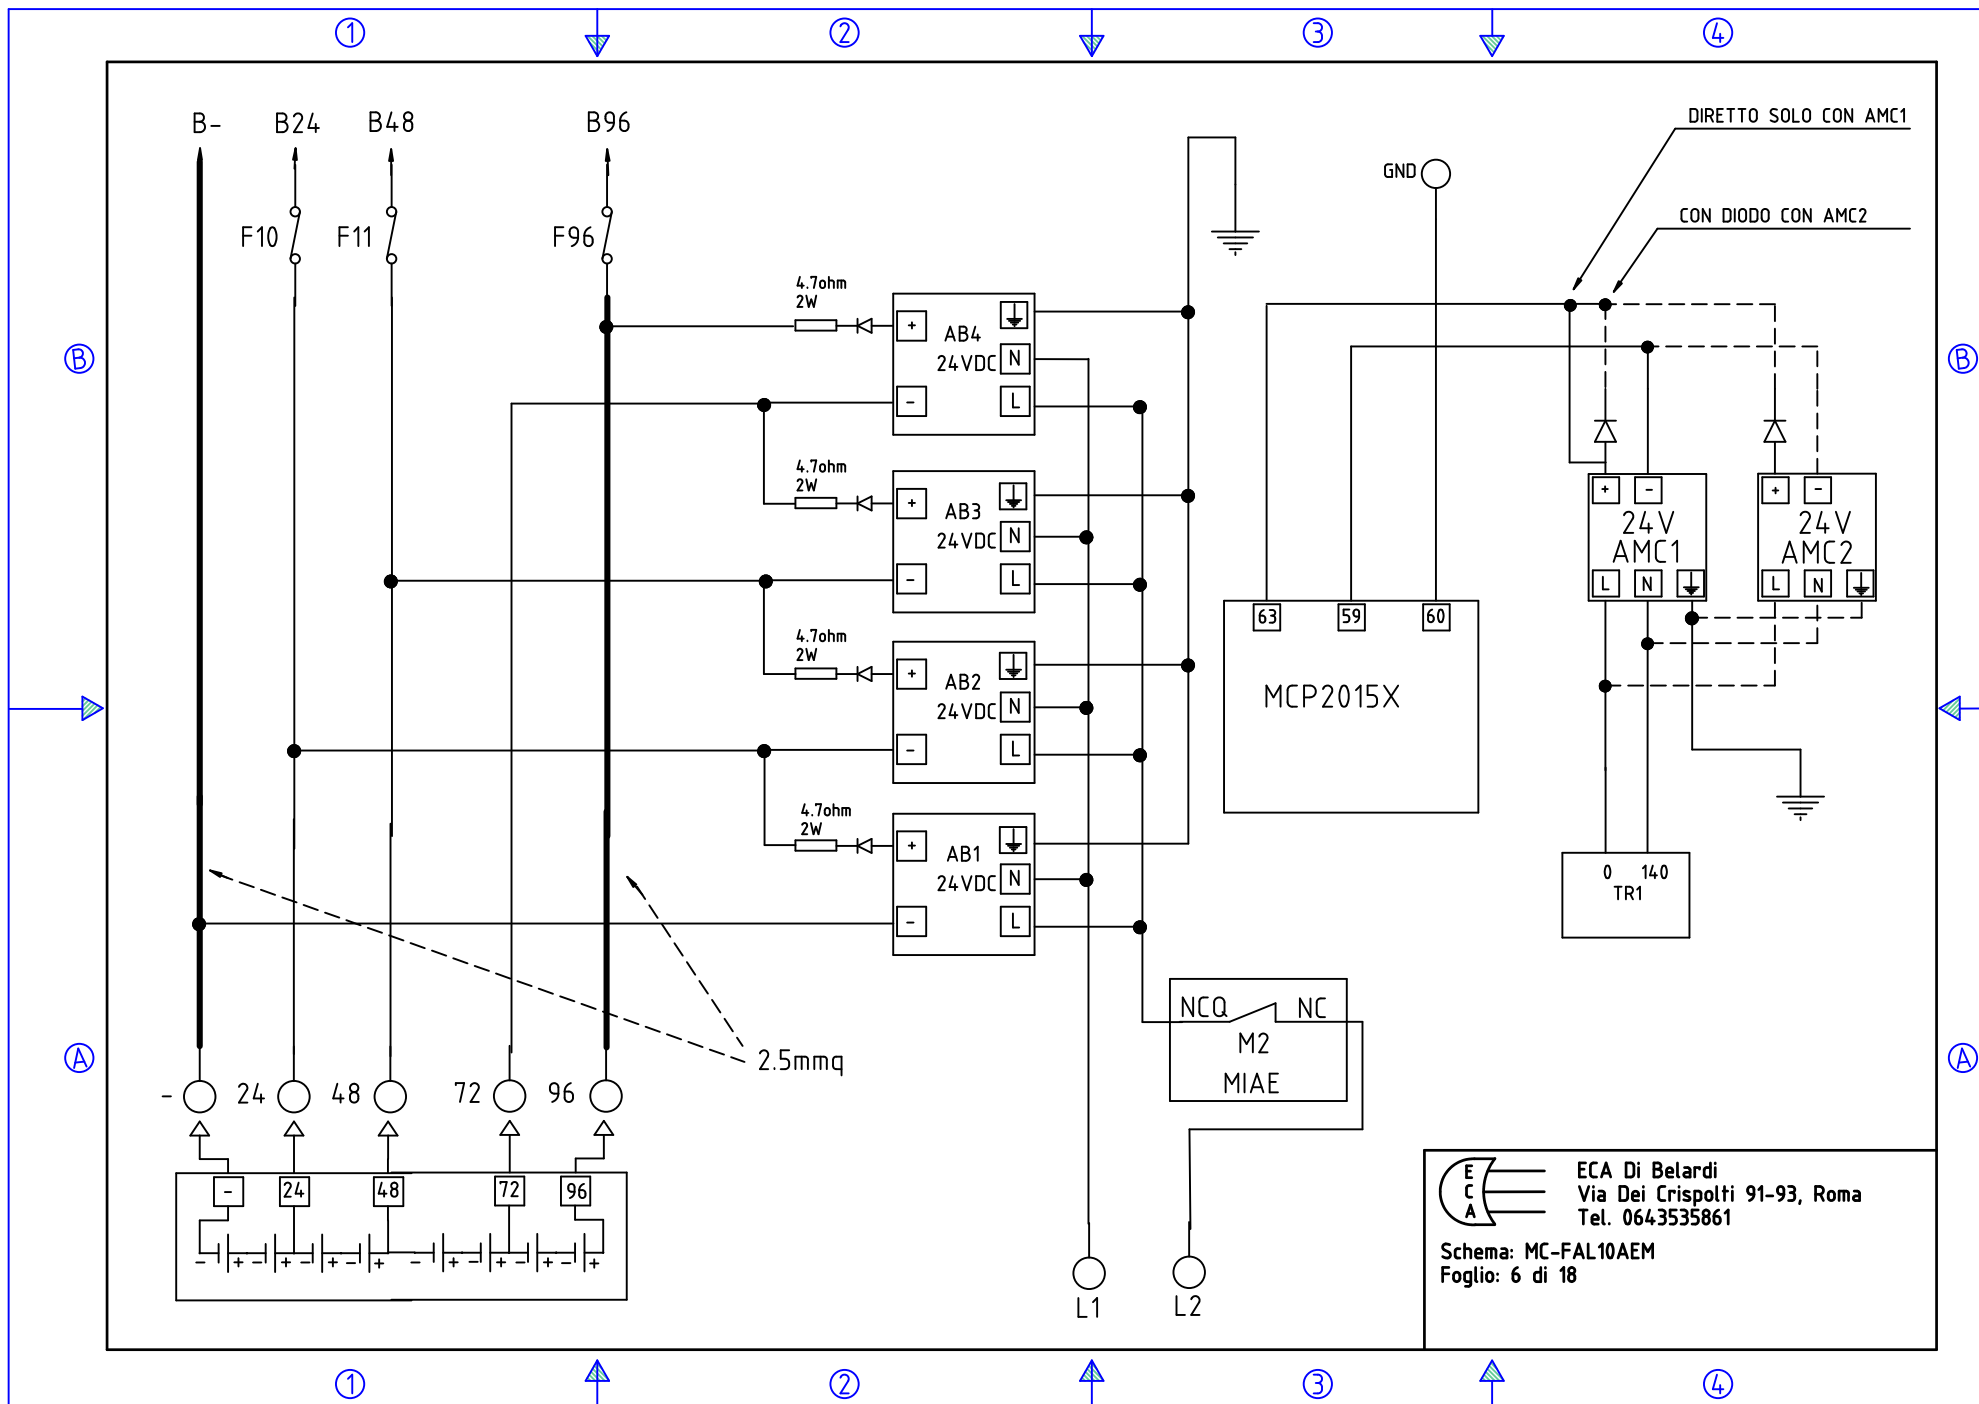 1 2 3 4
B- B24 B48 B96
DIRETTO SOLO CON AMC1
GND
CON DIODO CON AMC2
F10 F11 F96
4.7ohm
2W
+ AB4
24VDC N
- L
B B
4.7ohm
2W
+ AB3
24VDC N
- L
+ - + -
24V 24V
AMC1 AMC2
L N L N
63 59 60
MCP2015X
4.7ohm
2W
+ AB2
24VDC N
- L
4.7ohm
2W
+ AB1
24VDC N
- L
0 140
TR1
NCQ NC
M2
MIAE
A A
2.5mmq
- 24 48 72 96
- 24 48 72 96
- + - + - + - + - + - + - + - +
L1 L2
E
C
A
ECA Di Belardi
Via Dei Crispolti 91-93, Roma
Tel. 0643535861
Schema: MC-FAL10AEM
Foglio: 6 di 18
1 2 3 4